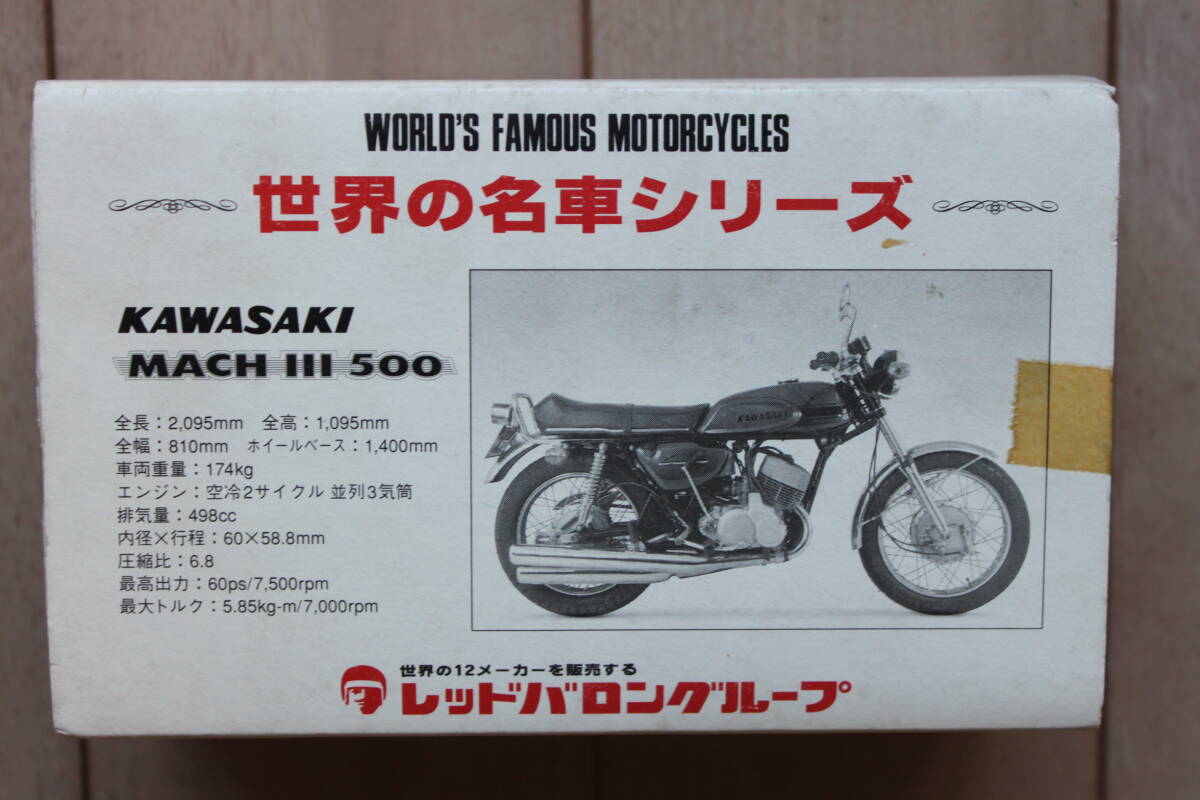 WORLD'S FAMOUS MOTORCYCLES
世界の名車シリーズ
KAWASAKI
MACH III 500
全長：2,095mm 全高：1,095mm
全幅：810mm ホイールベース：1,400mm
車両重量：174kg
エンジン：空冷2サイクル 並列3気筒
排気量：498cc
内径×行程：60×58.8mm
圧縮比：6.8
最高出力：60ps/7,500rpm
最大トルク：5.85kg-m/7,000rpm
KAWASAKI
世界の12メーカーを販売する
レッドバロングループ